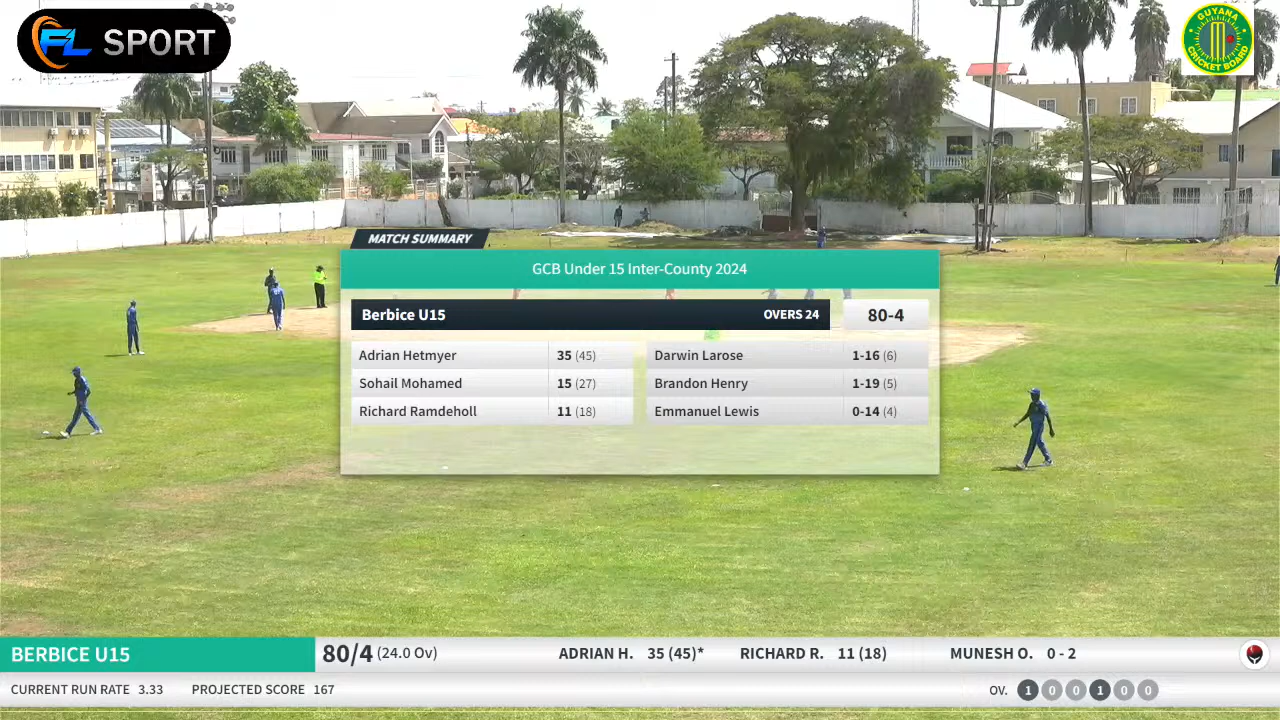 FL SPORT
GUYANA
CRICKET BOARD
MATCH SUMMARY
GCB Under 15 Inter-County 2024
Berbice U15 OVERS 24 80-4
Adrian Hetmyer 35 (45) Darwin Larose 1-16 (6)
Sohail Mohamed 15 (27) Brandon Henry 1-19 (5)
Richard Ramdeholl 11 (18) Emmanuel Lewis 0-14 (4)
BERBICE U15 80/4 (24.0 Ov) ADRIAN H. 35 (45)* RICHARD R. 11 (18) MUNESH O. 0 - 2
CURRENT RUN RATE 3.33 PROJECTED SCORE 167 OV. 1 0 0 1 0 0